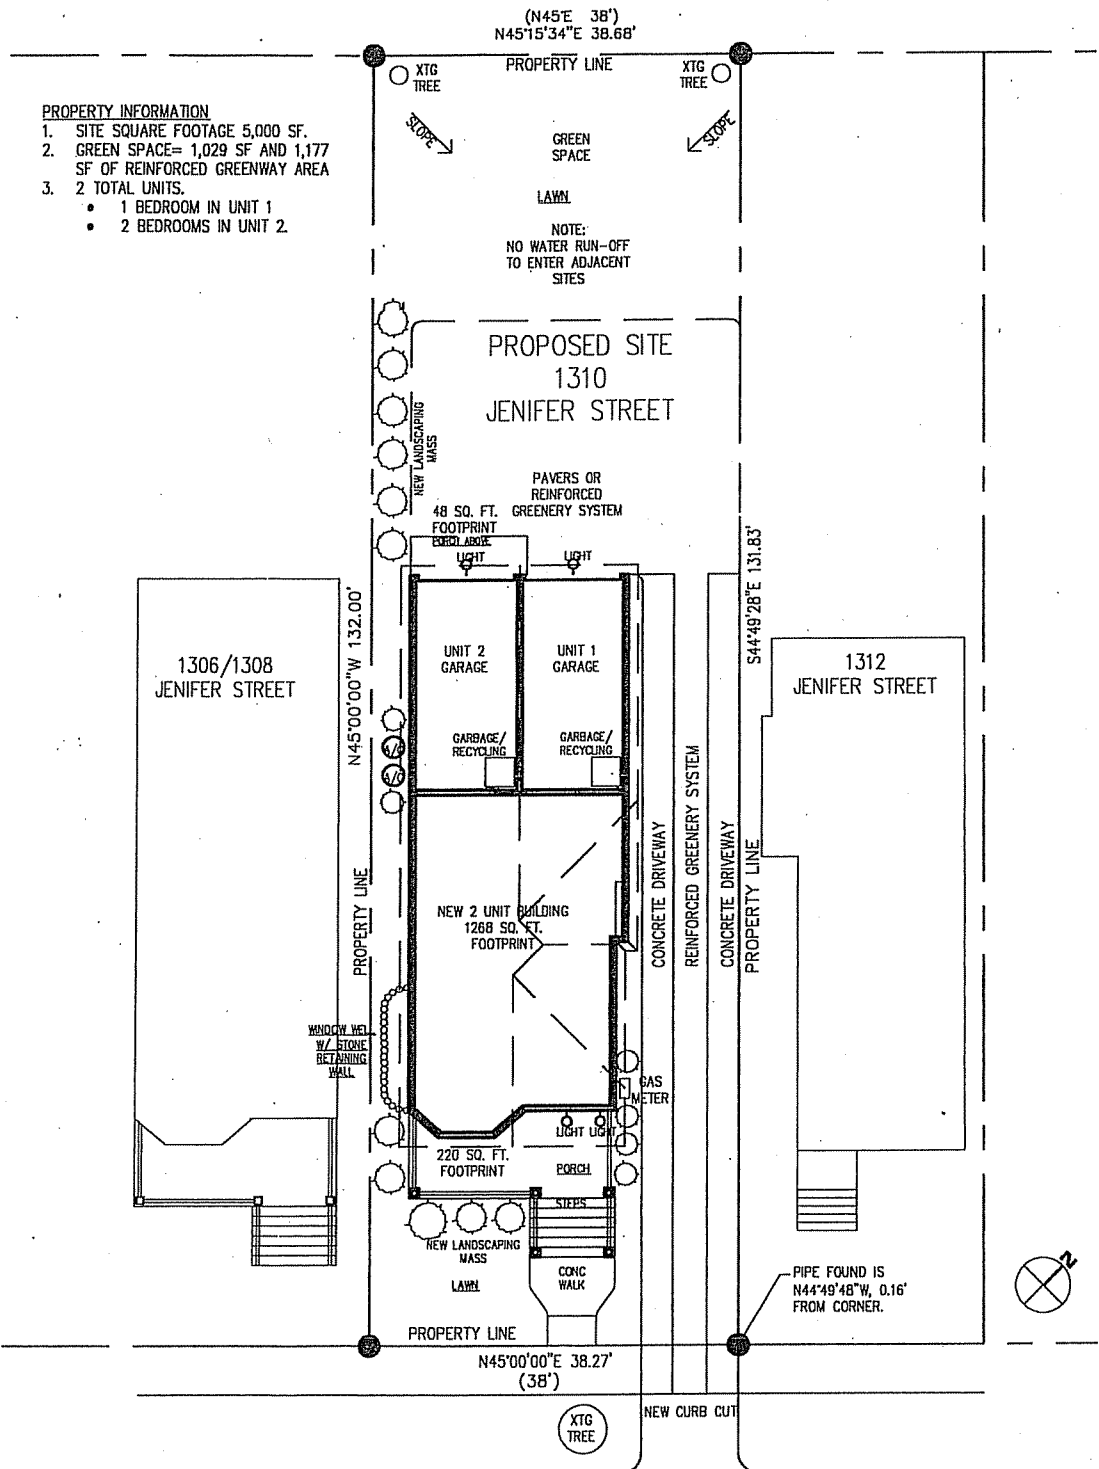 (N45°E 38')
N45°15'34"E 38.68'
PROPERTY LINE
XTG
TREE
XTG
TREE
PROPERTY INFORMATION
1. SITE SQUARE FOOTAGE 5,000 SF.
2. GREEN SPACE= 1,029 SF AND 1,177
SF OF REINFORCED GREENWAY AREA
3. 2 TOTAL UNITS.
• 1 BEDROOM IN UNIT 1
• 2 BEDROOMS IN UNIT 2.
SLOPE
SLOPE
GREEN
SPACE
LAWN
NOTE:
NO WATER RUN-OFF
TO ENTER ADJACENT
SITES
PROPOSED SITE
1310
JENIFER STREET
NEW LANDSCAPING
MASS
PAVERS OR
REINFORCED
GREENERY SYSTEM
48 SQ. FT.
FOOTPRINT
PORCH ABOVE
LIGHT
LIGHT
N45°00'00"W 132.00'
S44°49'28"E 131.83'
1306/1308
JENIFER STREET
UNIT 2
GARAGE
UNIT 1
GARAGE
1312
JENIFER STREET
GARBAGE/
RECYCLING
GARBAGE/
RECYCLING
A/C
A/C
PROPERTY LINE
CONCRETE DRIVEWAY
REINFORCED GREENERY SYSTEM
CONCRETE DRIVEWAY
PROPERTY LINE
NEW 2 UNIT BUILDING
1268 SQ. FT.
FOOTPRINT
WINDOW WELL
W/ STONE
RETAINING
WALL
GAS
METER
LIGHT LIGHT
220 SQ. FT.
FOOTPRINT
PORCH
STEPS
NEW LANDSCAPING
MASS
LAWN
CONC
WALK
N
PIPE FOUND IS
N44°49'48"W, 0.16'
FROM CORNER.
PROPERTY LINE
N45°00'00"E 38.27'
(38')
NEW CURB CUT
XTG
TREE